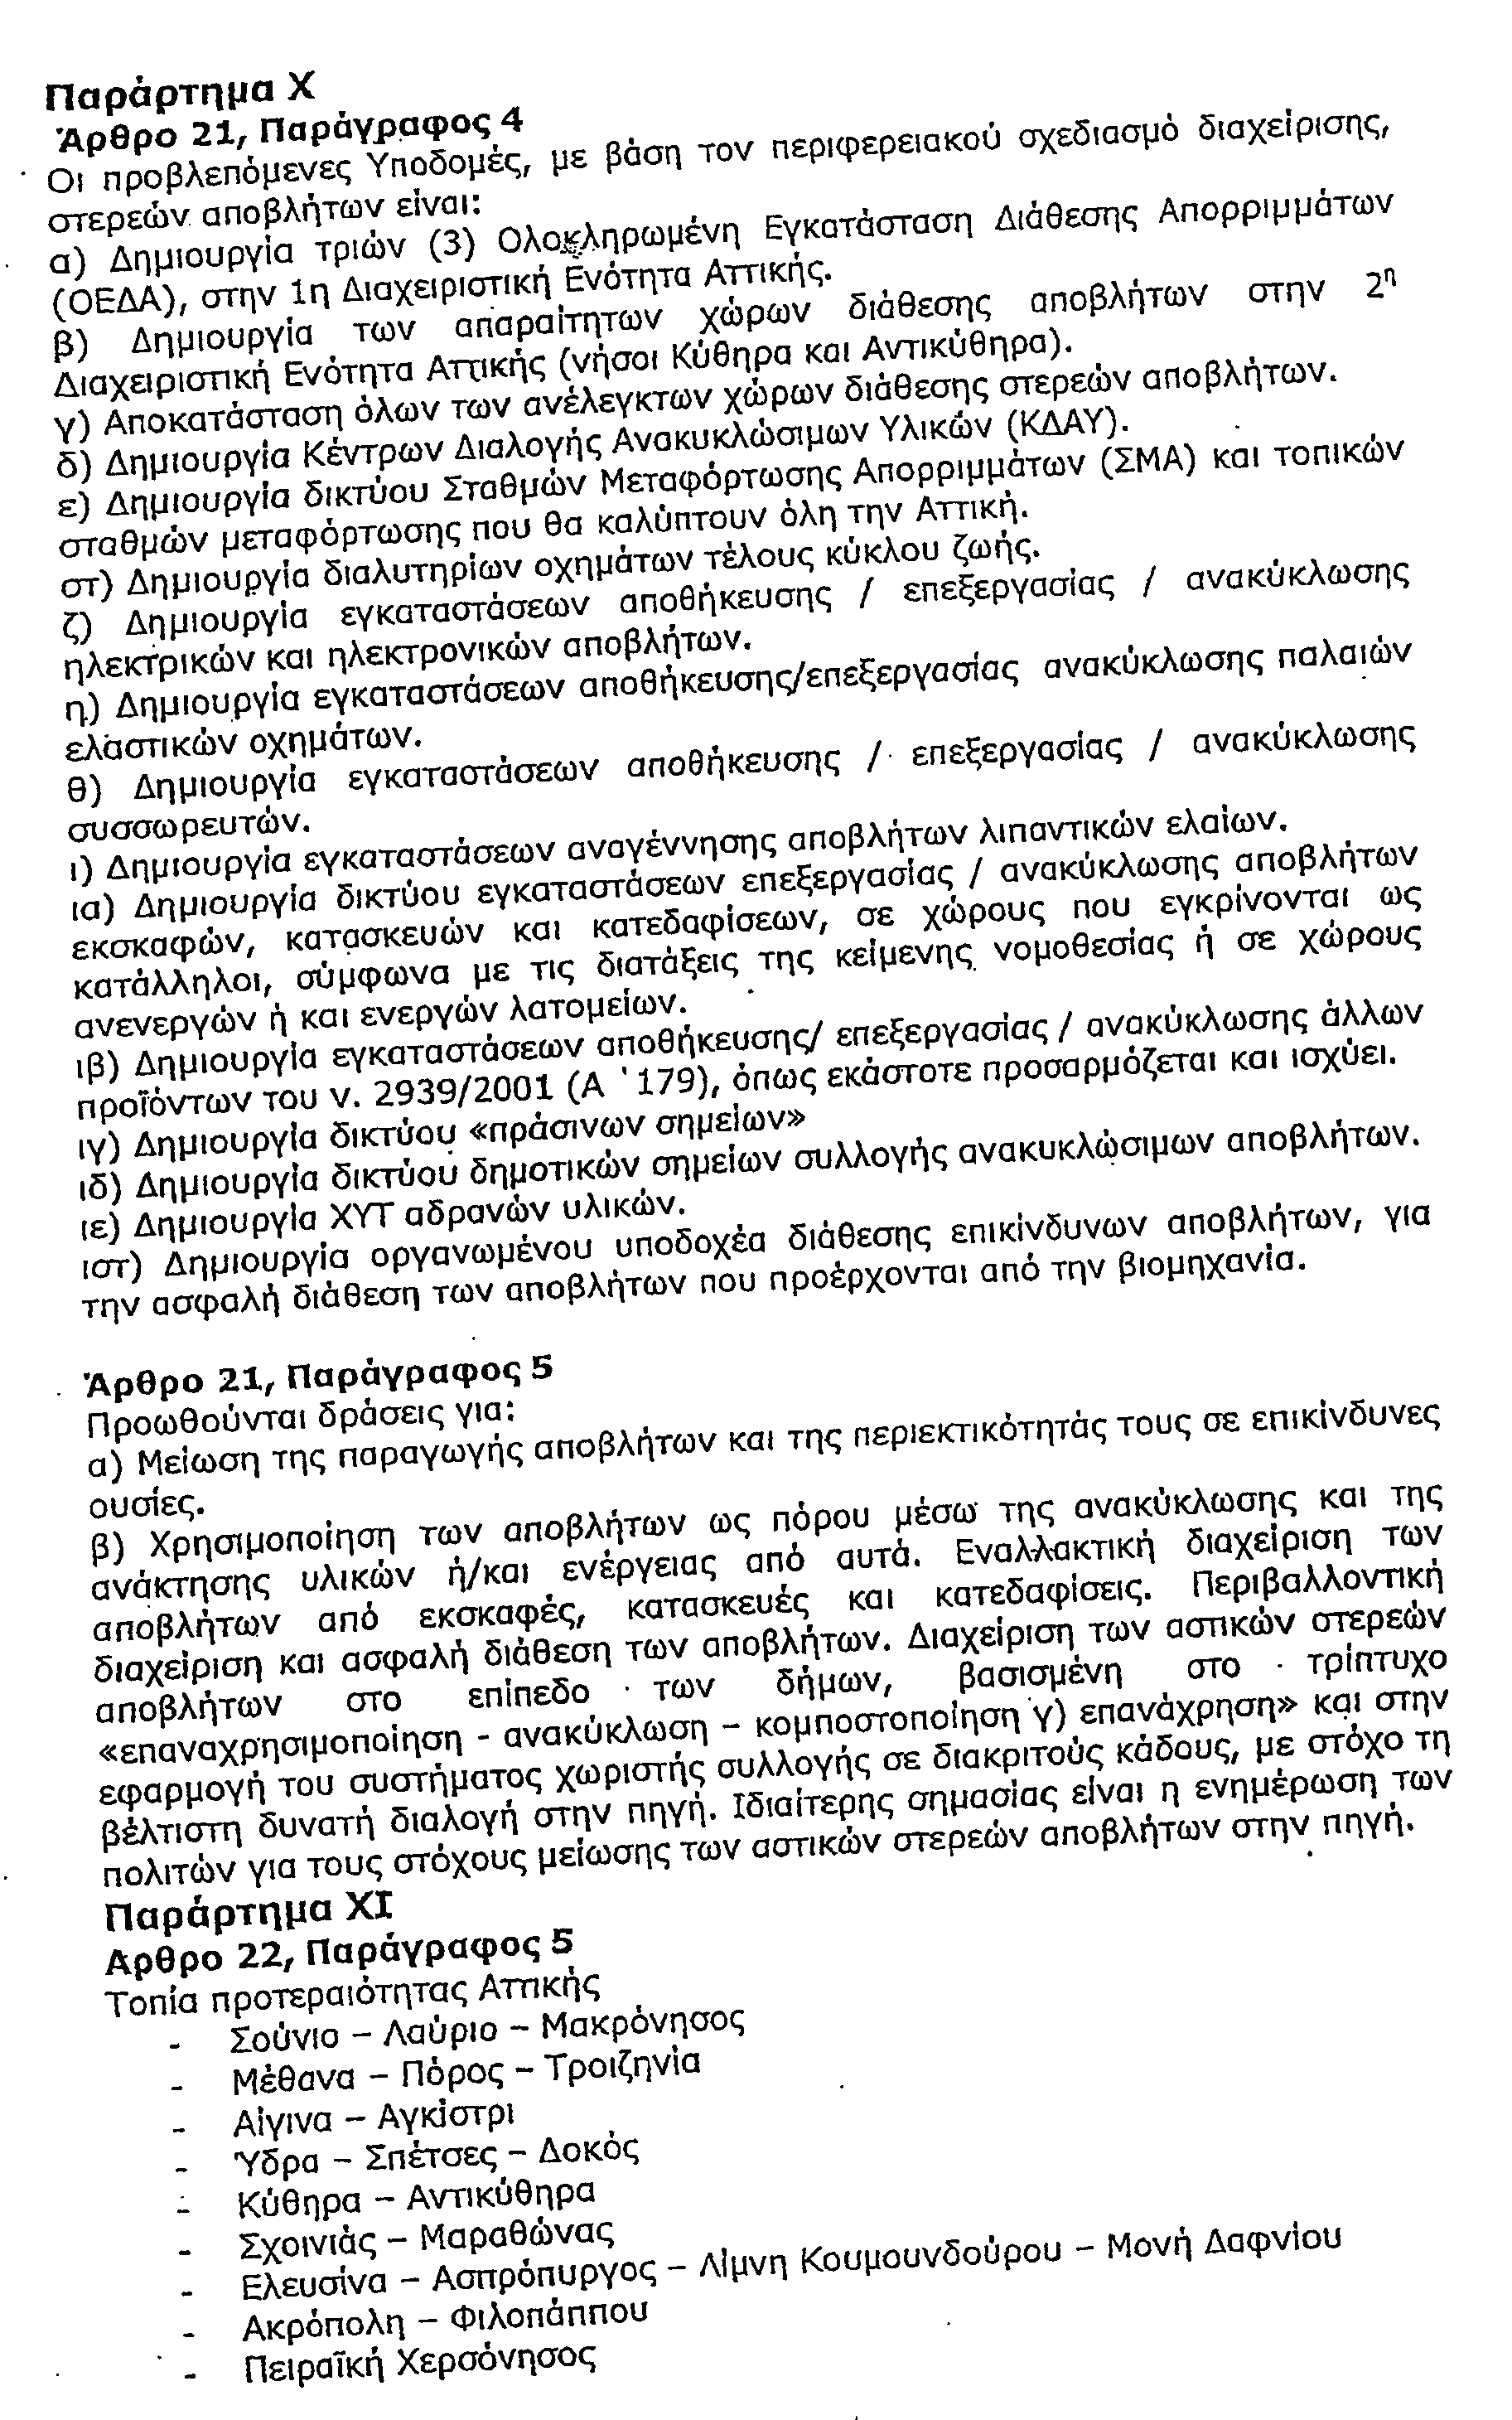 Παράρτημα Χ
Άρθρο 21, Παράγραφος 4
Οι προβλεπόμενες Υποδομές, με βάση τον περιφερειακού σχεδιασμό διαχείρισης,
στερεών αποβλήτων είναι:
α) Δημιουργία τριών (3) Ολοκληρωμένη Εγκατάσταση Διάθεσης Απορριμμάτων
(ΟΕΔΑ), στην 1η Διαχειριστική Ενότητα Αττικής.
β) Δημιουργία των απαραίτητων χώρων διάθεσης αποβλήτων στην 2η
Διαχειριστική Ενότητα Αττικής (νήσοι Κύθηρα και Αντικύθηρα).
γ) Αποκατάσταση όλων των ανέλεγκτων χώρων διάθεσης στερεών αποβλήτων.
δ) Δημιουργία Κέντρων Διαλογής Ανακυκλώσιμων Υλικών (ΚΔΑΥ).
ε) Δημιουργία δικτύου Σταθμών Μεταφόρτωσης Απορριμμάτων (ΣΜΑ) και τοπικών
σταθμών μεταφόρτωσης που θα καλύπτουν όλη την Αττική.
στ) Δημιουργία διαλυτηρίων οχημάτων τέλους κύκλου ζωής.
ζ) Δημιουργία εγκαταστάσεων αποθήκευσης / επεξεργασίας / ανακύκλωσης
ηλεκτρικών και ηλεκτρονικών αποβλήτων.
η) Δημιουργία εγκαταστάσεων αποθήκευσης/επεξεργασίας ανακύκλωσης παλαιών
ελαστικών οχημάτων.
θ) Δημιουργία εγκαταστάσεων αποθήκευσης / επεξεργασίας / ανακύκλωσης
συσσωρευτών.
ι) Δημιουργία εγκαταστάσεων αναγέννησης αποβλήτων λιπαντικών ελαίων.
ια) Δημιουργία δικτύου εγκαταστάσεων επεξεργασίας / ανακύκλωσης αποβλήτων
εκσκαφών, κατασκευών και κατεδαφίσεων, σε χώρους που εγκρίνονται ως
κατάλληλοι, σύμφωνα με τις διατάξεις της κείμενης νομοθεσίας ή σε χώρους
ανενεργών ή και ενεργών λατομείων.
ιβ) Δημιουργία εγκαταστάσεων αποθήκευσης/ επεξεργασίας / ανακύκλωσης άλλων
προϊόντων του ν. 2939/2001 (Α ΄179), όπως εκάστοτε προσαρμόζεται και ισχύει.
ιγ) Δημιουργία δικτύου «πράσινων σημείων»
ιδ) Δημιουργία δικτύου δημοτικών σημείων συλλογής ανακυκλώσιμων αποβλήτων.
ιε) Δημιουργία ΧΥΤ αδρανών υλικών.
ιστ) Δημιουργία οργανωμένου υποδοχέα διάθεσης επικίνδυνων αποβλήτων, για
την ασφαλή διάθεση των αποβλήτων που προέρχονται από την βιομηχανία.
Άρθρο 21, Παράγραφος 5
Προωθούνται δράσεις για:
α) Μείωση της παραγωγής αποβλήτων και της περιεκτικότητάς τους σε επικίνδυνες
ουσίες.
β) Χρησιμοποίηση των αποβλήτων ως πόρου μέσω της ανακύκλωσης και της
ανάκτησης υλικών ή/και ενέργειας από αυτά. Εναλλακτική διαχείριση των
αποβλήτων από εκσκαφές, κατασκευές και κατεδαφίσεις. Περιβαλλοντική
διαχείριση και ασφαλή διάθεση των αποβλήτων. Διαχείριση των αστικών στερεών
αποβλήτων στο επίπεδο των δήμων, βασισμένη στο τρίπτυχο
«επαναχρησιμοποίηση - ανακύκλωση – κομποστοποίηση γ) επανάχρηση» και στην
εφαρμογή του συστήματος χωριστής συλλογής σε διακριτούς κάδους, με στόχο τη
βέλτιστη δυνατή διαλογή στην πηγή. Ιδιαίτερης σημασίας είναι η ενημέρωση των
πολιτών για τους στόχους μείωσης των αστικών στερεών αποβλήτων στην πηγή.
Παράρτημα ΧΙ
Άρθρο 22, Παράγραφος 5
Τοπία προτεραιότητας Αττικής
- Σούνιο – Λαύριο – Μακρόνησος
- Μέθανα – Πόρος – Τροιζηνία
- Αίγινα – Αγκίστρι
- Ύδρα – Σπέτσες – Δοκός
- Κύθηρα – Αντικύθηρα
- Σχοινιάς – Μαραθώνας
- Ελευσίνα – Ασπρόπυργος – Λίμνη Κουμουνδούρου – Μονή Δαφνίου
- Ακρόπολη – Φιλοπάππου
- Πειραϊκή Χερσόνησος